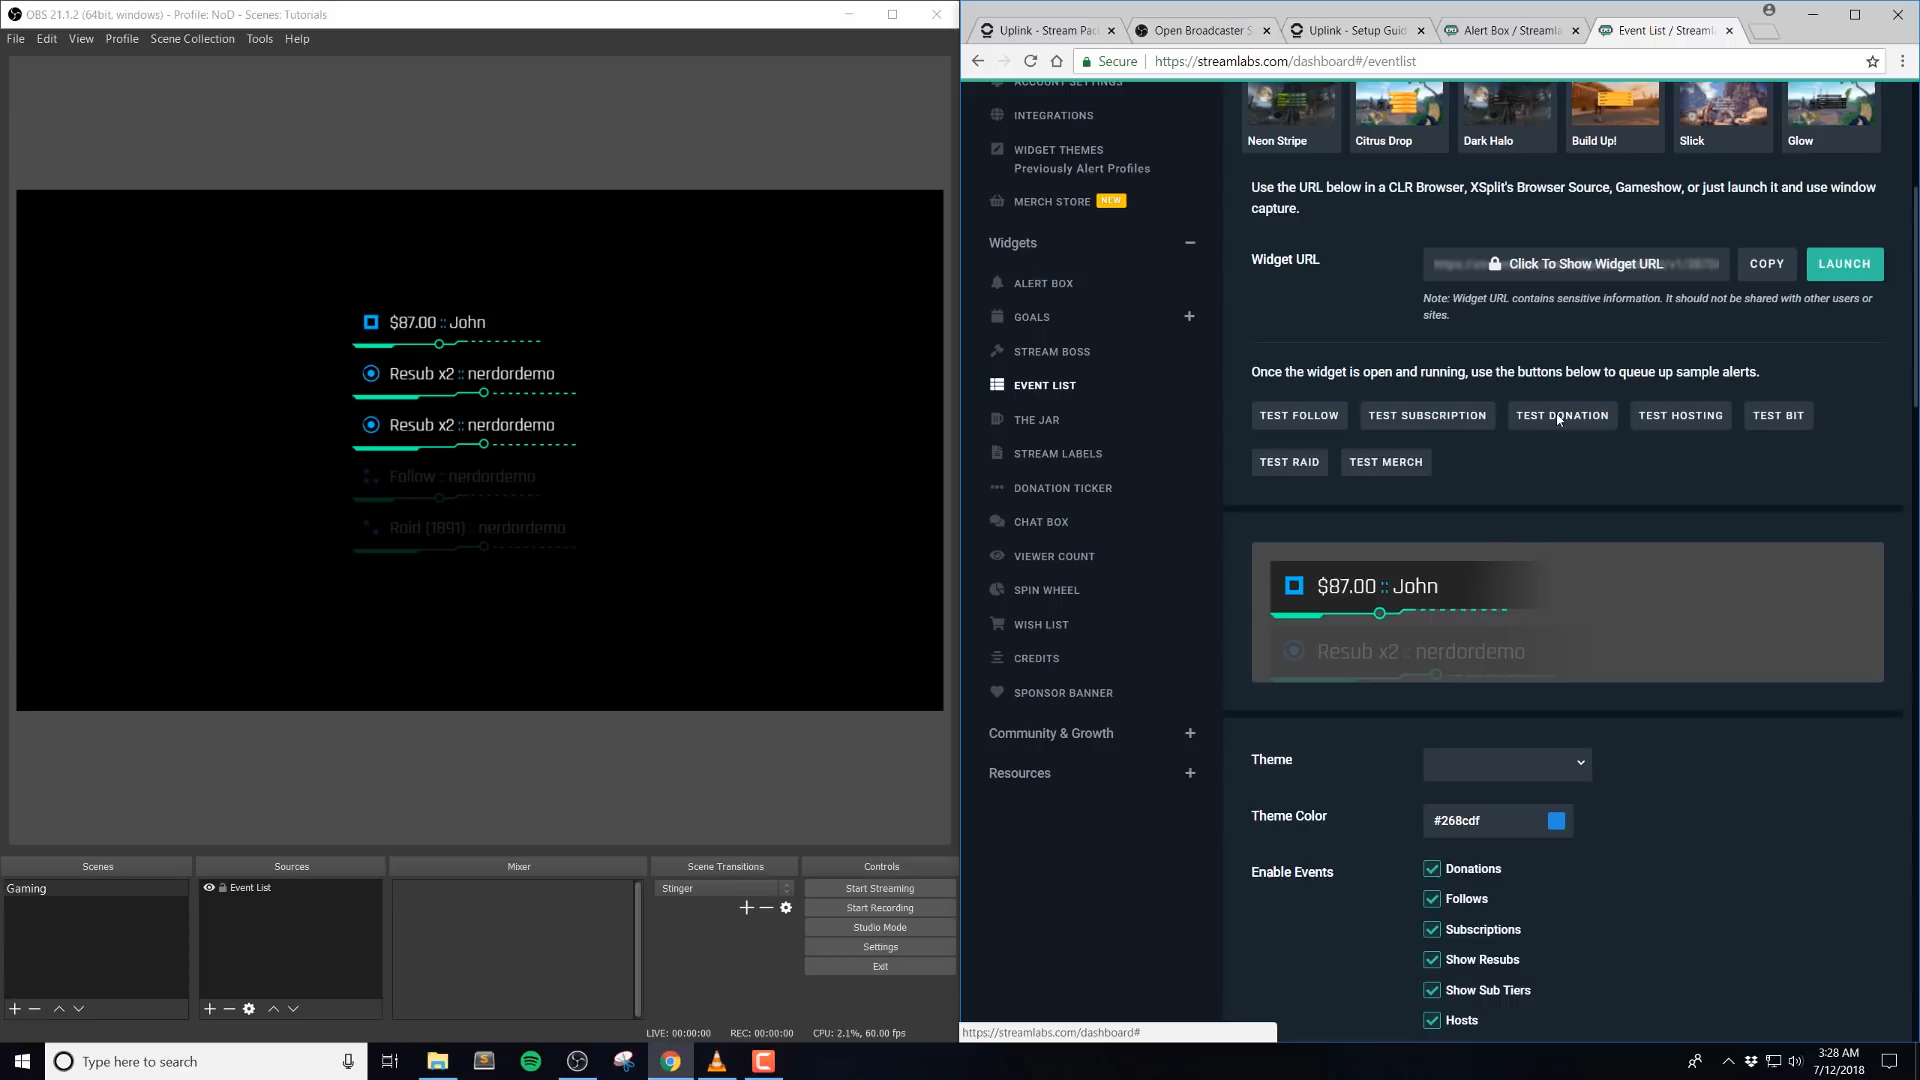 OBS 21.1.2 (64bit, windows) - Profile: NoD - Scenes: Tutorials
File Edit View Profile Scene Collection Tools Help
$87.00 :: John
Resub x2 :: nerdordemo
Resub x2 :: nerdordemo
Follow :: nerdordemo
Raid (1891) :: nerdordemo
Scenes
Sources
Mixer
Scene Transitions
Controls
Gaming
Event List
Stinger
Start Streaming
Start Recording
Studio Mode
Settings
Exit
LIVE: 00:00:00 REC: 00:00:00 CPU: 2.1%, 60.00 fps
Uplink - Stream Pac
Open Broadcaster S
Uplink - Setup Guid
Alert Box / Streamla
Event List / Streaml
Secure https://streamlabs.com/dashboard#/eventlist
ACCOUNT SETTINGS
INTEGRATIONS
WIDGET THEMES
Previously Alert Profiles
MERCH STORE NEW
Widgets
ALERT BOX
GOALS
STREAM BOSS
EVENT LIST
THE JAR
STREAM LABELS
DONATION TICKER
CHAT BOX
VIEWER COUNT
SPIN WHEEL
WISH LIST
CREDITS
SPONSOR BANNER
Community & Growth
Resources
Neon Stripe
Citrus Drop
Dark Halo
Build Up!
Slick
Glow
Use the URL below in a CLR Browser, XSplit's Browser Source, Gameshow, or just launch it and use window
capture.
Widget URL
Click To Show Widget URL
COPY
LAUNCH
Note: Widget URL contains sensitive information. It should not be shared with other users or
sites.
Once the widget is open and running, use the buttons below to queue up sample alerts.
TEST FOLLOW
TEST SUBSCRIPTION
TEST DONATION
TEST HOSTING
TEST BIT
TEST RAID
TEST MERCH
$87.00 :: John
Resub x2 :: nerdordemo
Theme
Theme Color
#268cdf
Enable Events
Donations
Follows
Subscriptions
Show Resubs
Show Sub Tiers
Hosts
https://streamlabs.com/dashboard#
Type here to search
3:28 AM
7/12/2018